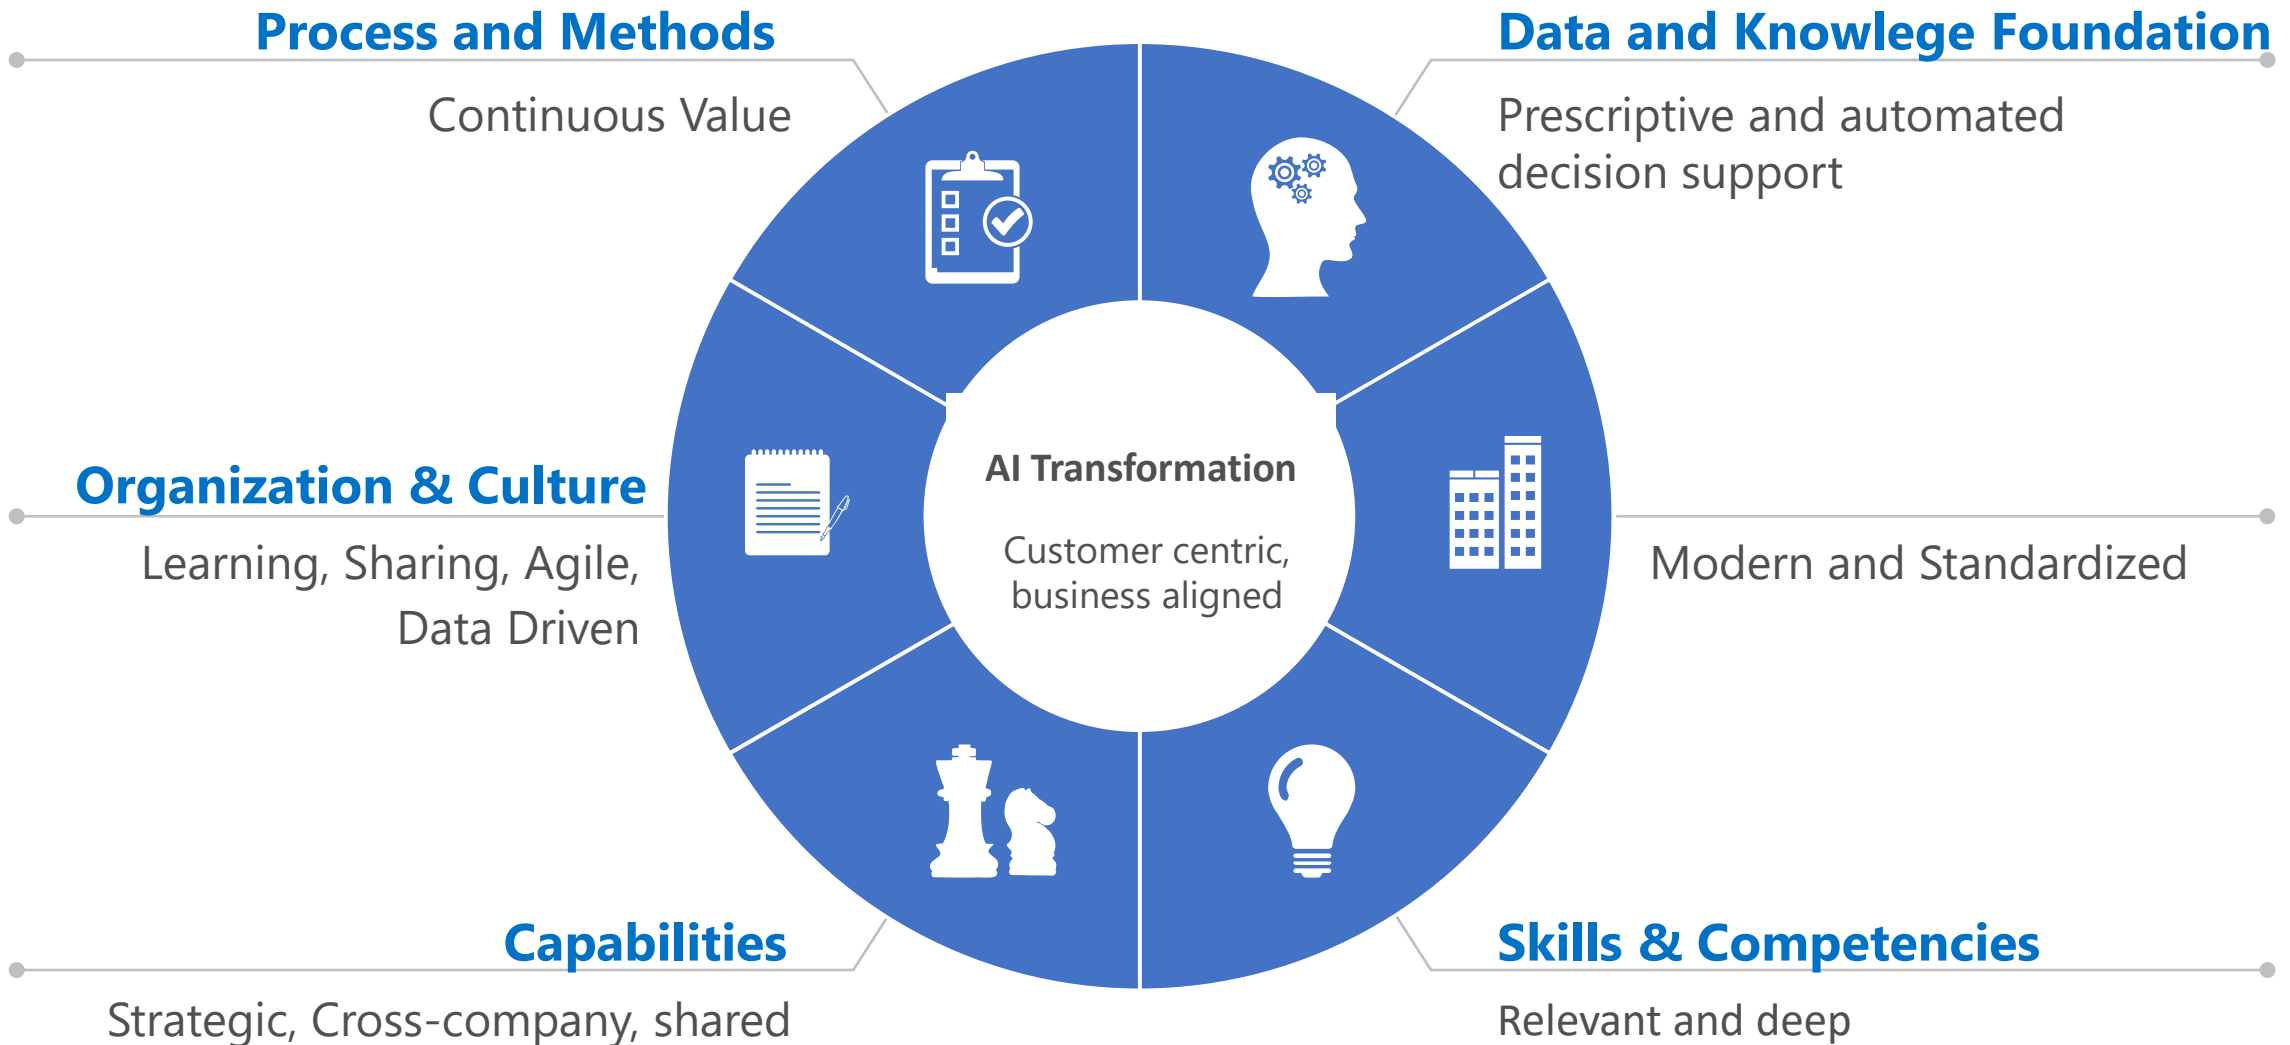 Process and Methods
Continuous Value
Data and Knowlege Foundation
Prescriptive and automated
decision support
Organization & Culture
Learning, Sharing, Agile,
Data Driven
AI Transformation
Customer centric,
business aligned
Modern and Standardized
Capabilities
Strategic, Cross-company, shared
Skills & Competencies
Relevant and deep